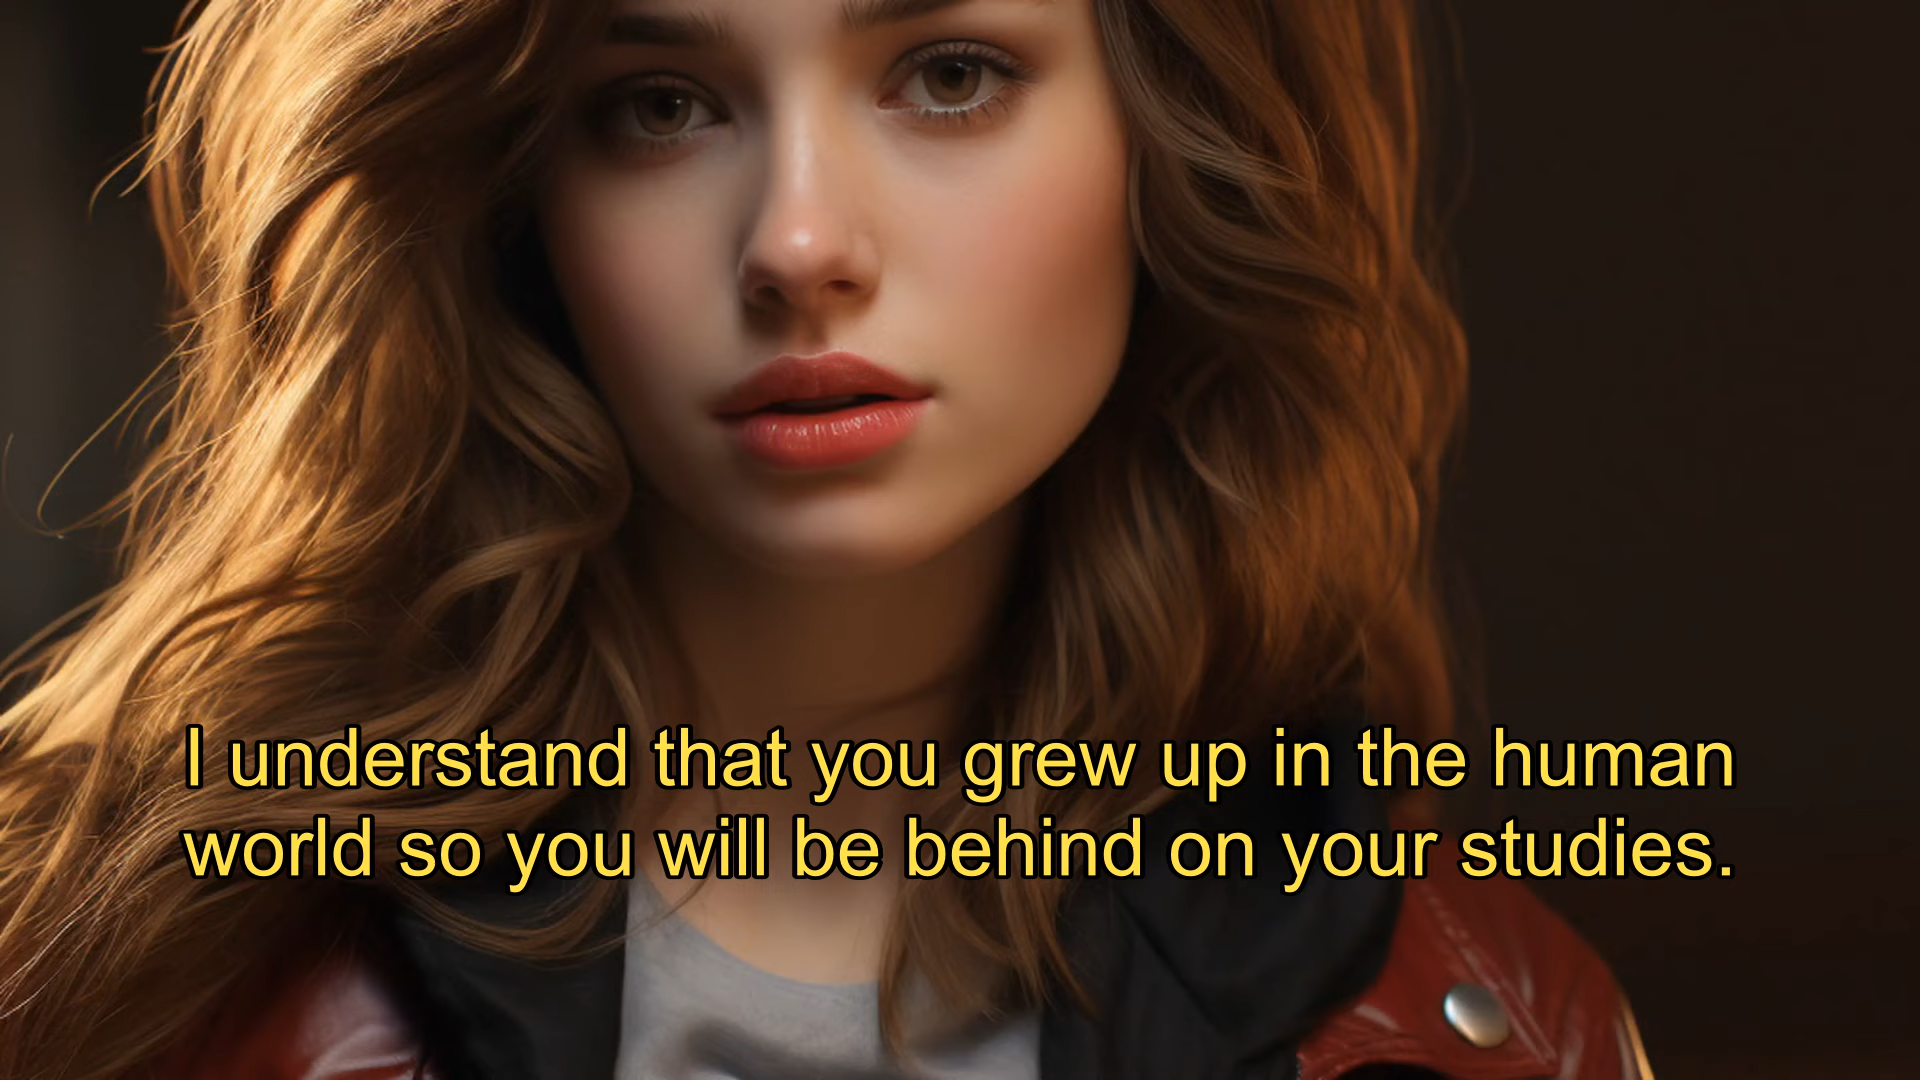 I understand that you grew up in the human
world so you will be behind on your studies.